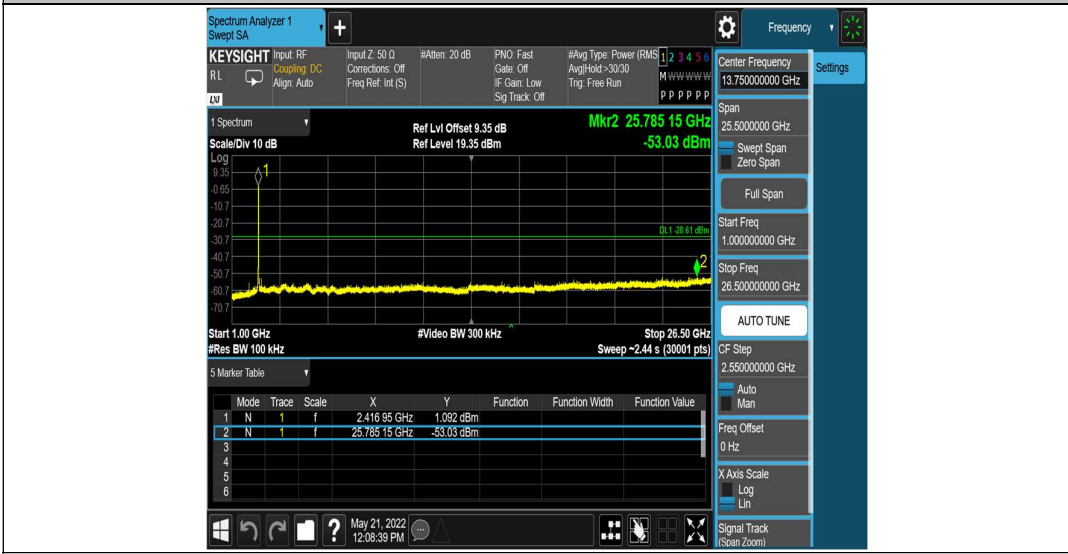 Spectrum Analyzer 1
Swept SA
+
Frequency
KEYSIGHT
Input: RF
Input Z: 50 Ω
#Atten: 20 dB
PNO: Fast
#Avg Type: Power (RMS
1 2 3 4 5 6
RL
Coupling: DC
Corrections: Off
Gate: Off
Avg|Hold:>30/30
M W W W W W
Align: Auto
Freq Ref: Int (S)
IF Gain: Low
Trig: Free Run
P P P P P P
LXI
Sig Track: Off
1 Spectrum
Ref Lvl Offset 9.35 dB
Mkr2 25.785 15 GHz
Scale/Div 10 dB
Ref Level 19.35 dBm
-53.03 dBm
Log
9.35
1
-0.65
-10.7
-20.7
DL1 -28.61 dBm
-30.7
-40.7
2
-50.7
-60.7
-70.7
Start 1.00 GHz
#Video BW 300 kHz
Stop 26.50 GHz
#Res BW 100 kHz
Sweep ~2.44 s (30001 pts)
5 Marker Table
Mode Trace Scale X Y Function Function Width Function Value
1 N 1 f 2.416 95 GHz 1.092 dBm
2 N 1 f 25.785 15 GHz -53.03 dBm
3
4
5
6
?
May 21, 2022
12:08:39 PM
Center Frequency
13.750000000 GHz
Settings
Span
25.5000000 GHz
Swept Span
Zero Span
Full Span
Start Freq
1.000000000 GHz
Stop Freq
26.500000000 GHz
AUTO TUNE
CF Step
2.550000000 GHz
Auto
Man
Freq Offset
0 Hz
X Axis Scale
Log
Lin
Signal Track
(Span Zoom)